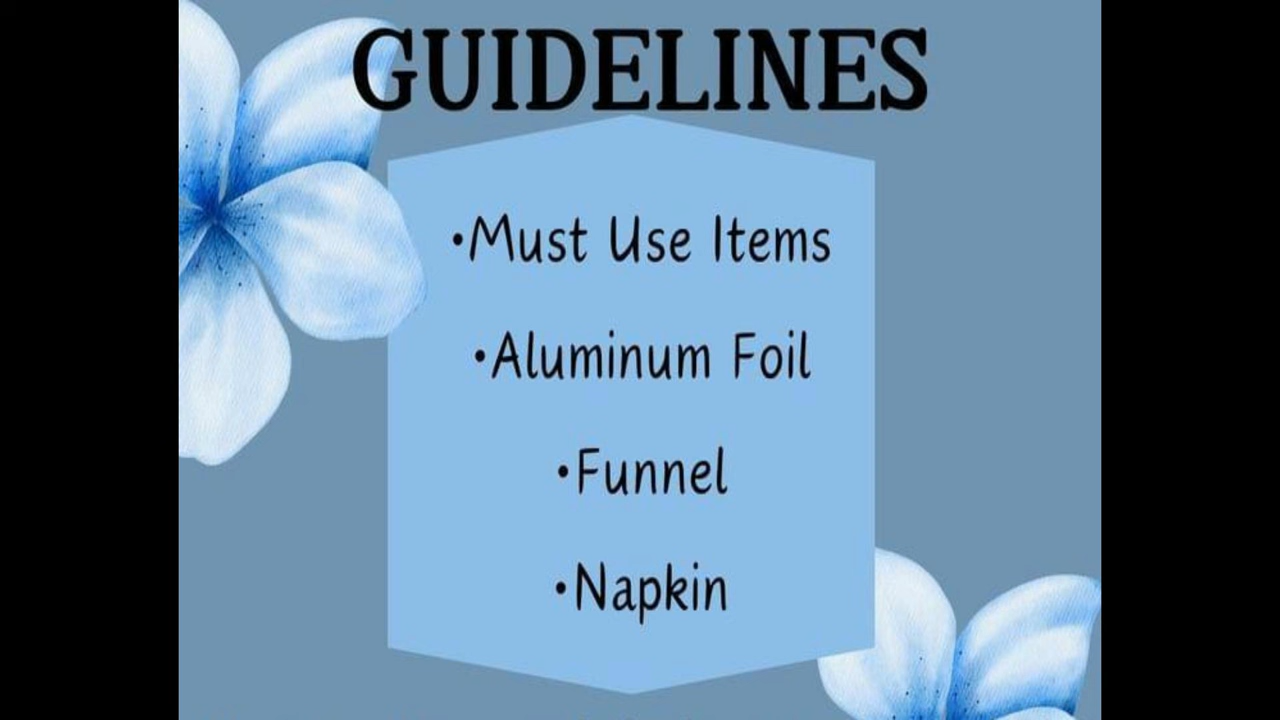 GUIDELINES
•Must Use Items
•Aluminum Foil
•Funnel
•Napkin